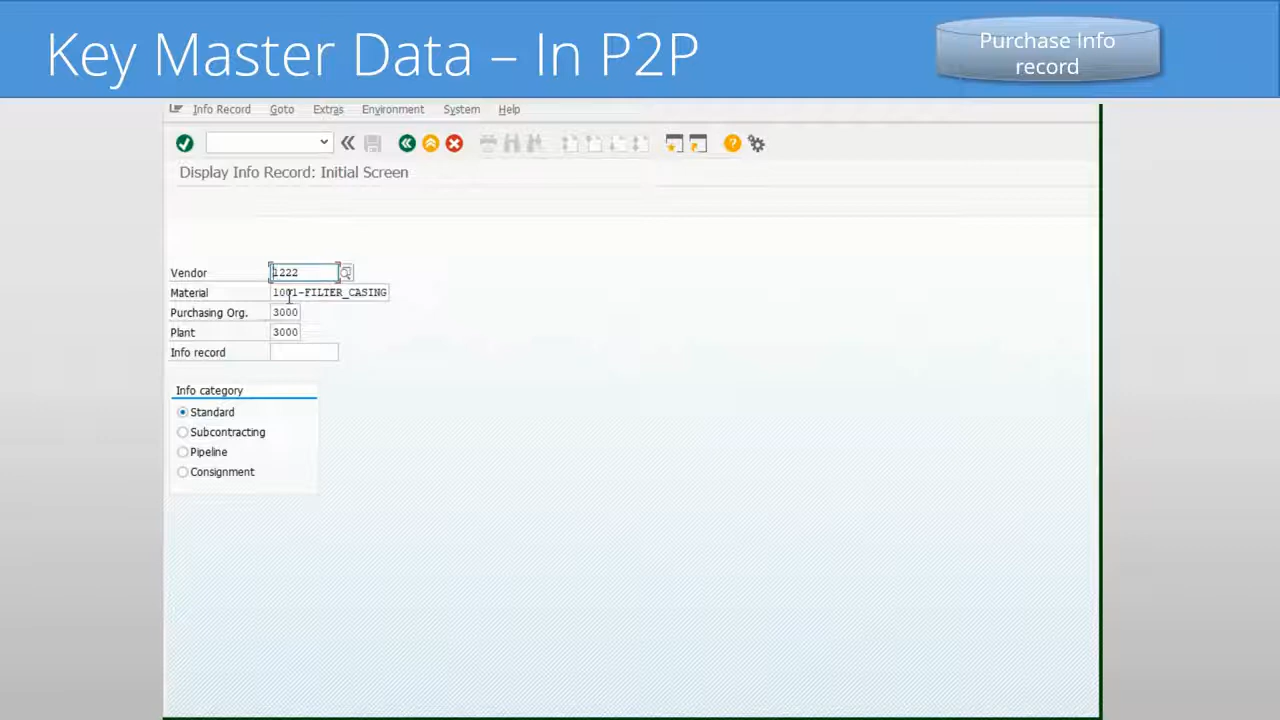 Key Master Data – In P2P
Purchase Info
record
Info Record Goto Extras Environment System Help
Display Info Record: Initial Screen
Vendor 1222
Material 1001-FILTER_CASING
Purchasing Org. 3000
Plant 3000
Info record
Info category
Standard
Subcontracting
Pipeline
Consignment